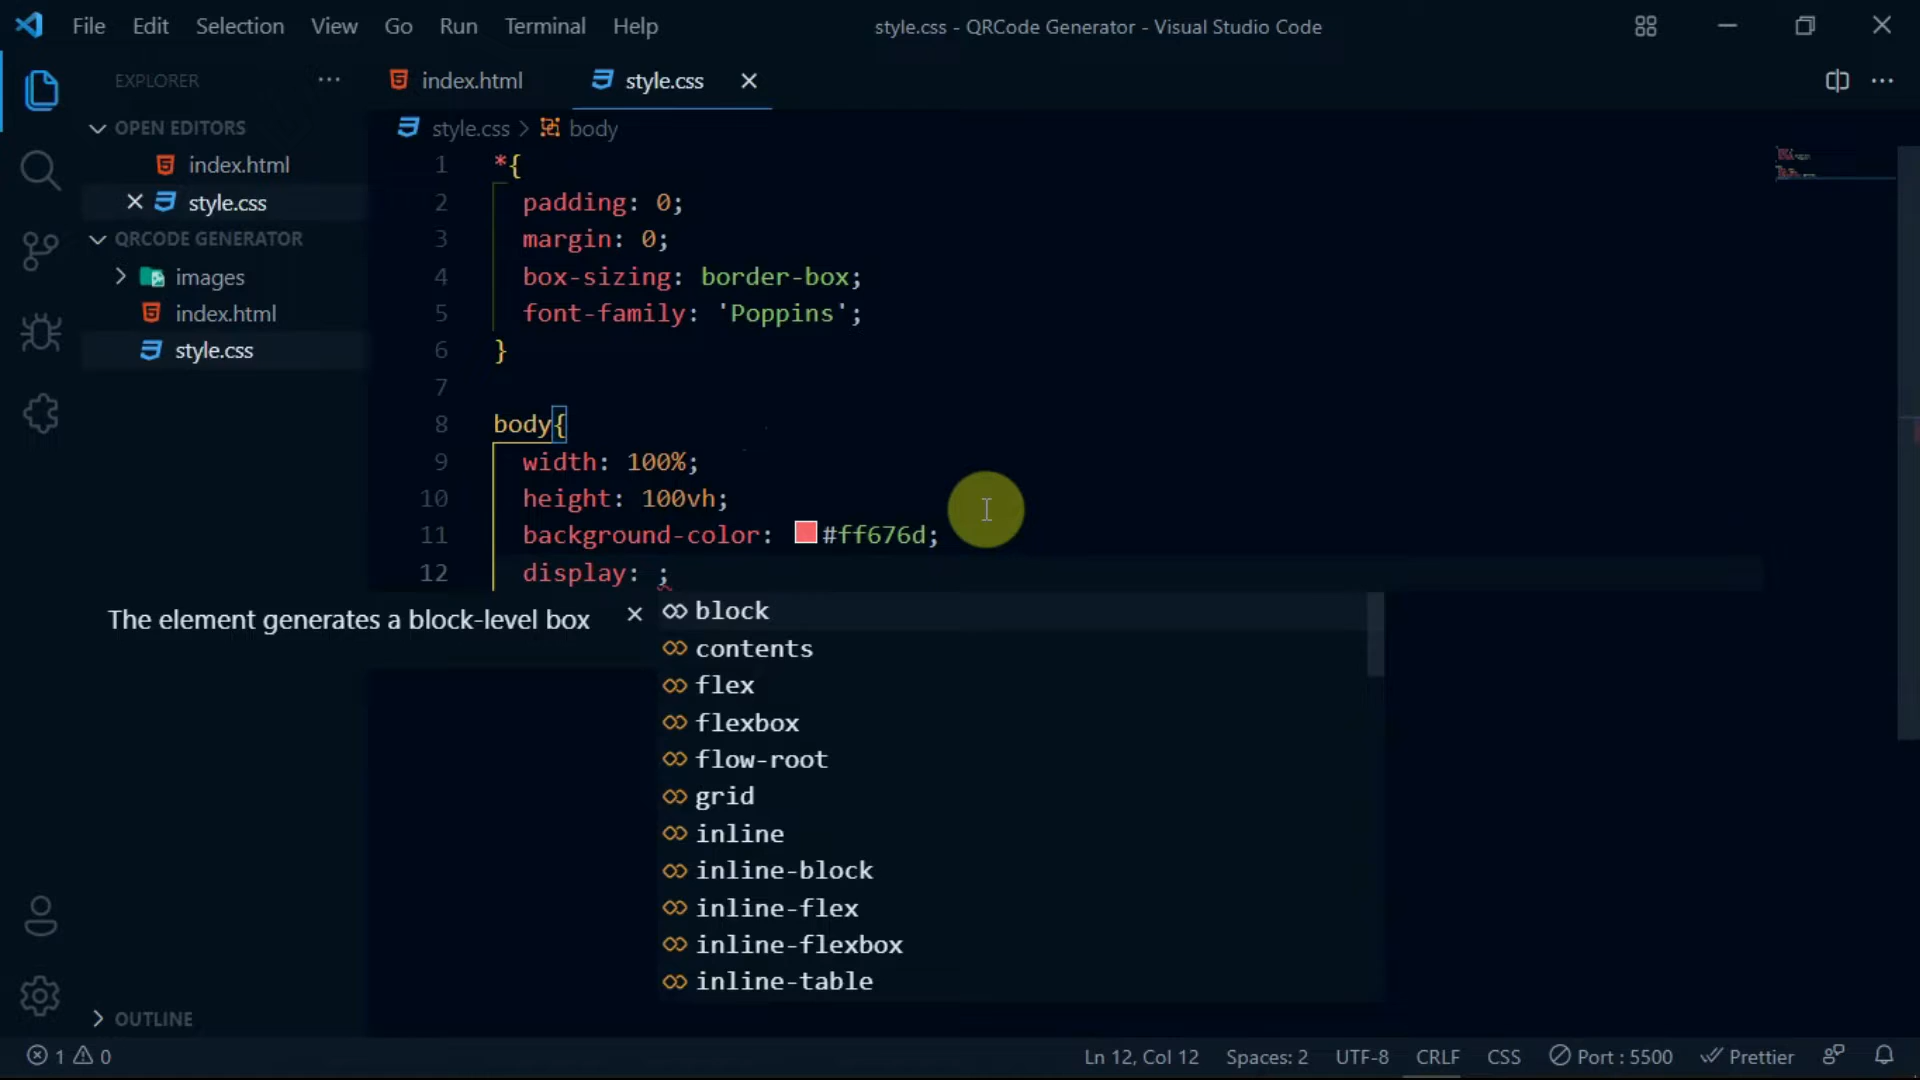 File Edit Selection View Go Run Terminal Help
style.css - QRCode Generator - Visual Studio Code
EXPLORER
OPEN EDITORS
index.html
style.css
QRCODE GENERATOR
images
index.html
style.css
OUTLINE
index.html style.css
style.css > body
1 *{
2 padding: 0;
3 margin: 0;
4 box-sizing: border-box;
5 font-family: 'Poppins';
6 }
7
8 body{
9 width: 100%;
10 height: 100vh;
11 background-color: #ff676d;
12 display: ;
The element generates a block-level box
block
contents
flex
flexbox
flow-root
grid
inline
inline-block
inline-flex
inline-flexbox
inline-table
1 0 Ln 12, Col 12 Spaces: 2 UTF-8 CRLF CSS Port : 5500 Prettier